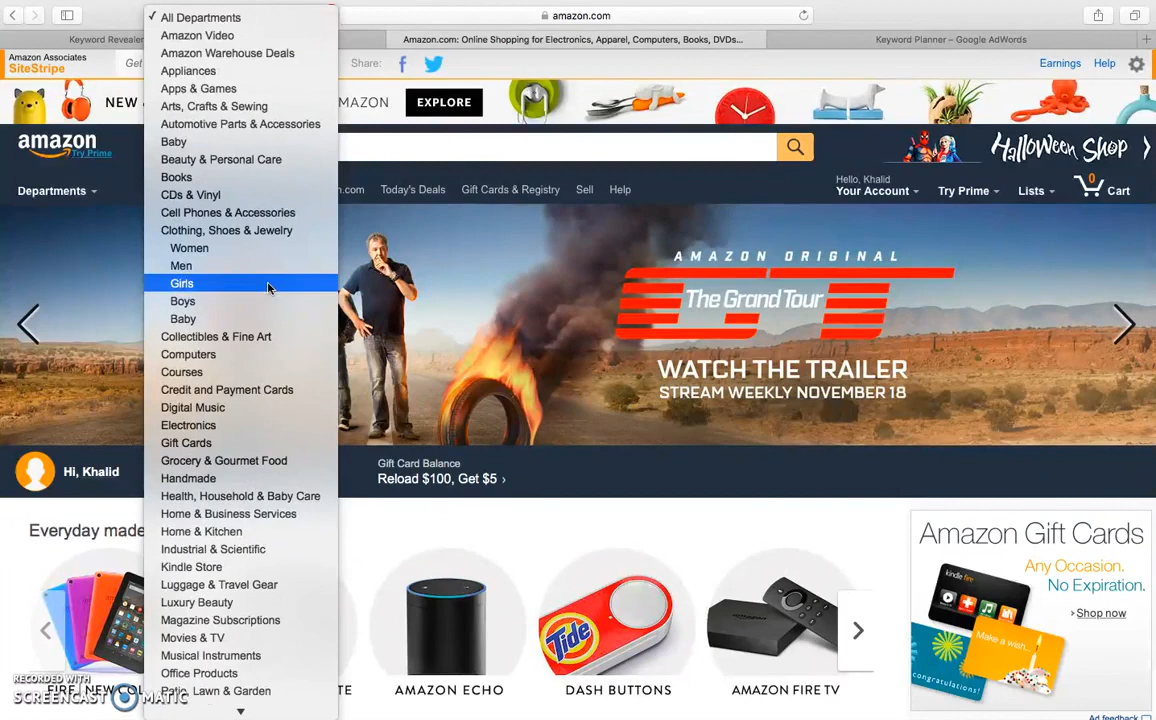 amazon.com
Keyword Revealer
Amazon.com: Online Shopping for Electronics, Apparel, Computers, Books, DVDs...
Keyword Planner – Google AdWords
Amazon Associates
SiteStripe
Get
Share:
Earnings
Help
NEW
MAZON
EXPLORE
amazon
Try Prime
Halloween Shop
Departments
n.com
Today's Deals
Gift Cards & Registry
Sell
Help
Hello, Khalid
Your Account
Try Prime
Lists
0
Cart
✓ All Departments
Amazon Video
Amazon Warehouse Deals
Appliances
Apps & Games
Arts, Crafts & Sewing
Automotive Parts & Accessories
Baby
Beauty & Personal Care
Books
CDs & Vinyl
Cell Phones & Accessories
Clothing, Shoes & Jewelry
Women
Men
Girls
Boys
Baby
Collectibles & Fine Art
Computers
Courses
Credit and Payment Cards
Digital Music
Electronics
Gift Cards
Grocery & Gourmet Food
Handmade
Health, Household & Baby Care
Home & Business Services
Home & Kitchen
Industrial & Scientific
Kindle Store
Luggage & Travel Gear
Luxury Beauty
Magazine Subscriptions
Movies & TV
Musical Instruments
Office Products
Patio, Lawn & Garden
AMAZON ORIGINAL
The Grand Tour
WATCH THE TRAILER
STREAM WEEKLY NOVEMBER 18
Hi, Khalid
Gift Card Balance
Reload $100, Get $5 ›
Everyday made
Tide
FIRE, NEW COL
TE
AMAZON ECHO
DASH BUTTONS
AMAZON FIRE TV
Amazon Gift Cards
Any Occasion.
No Expiration.
kindle fire
Make a wish...
congratulations!
› Shop now
Ad feedback
RECORDED WITH
SCREENCAST MATIC